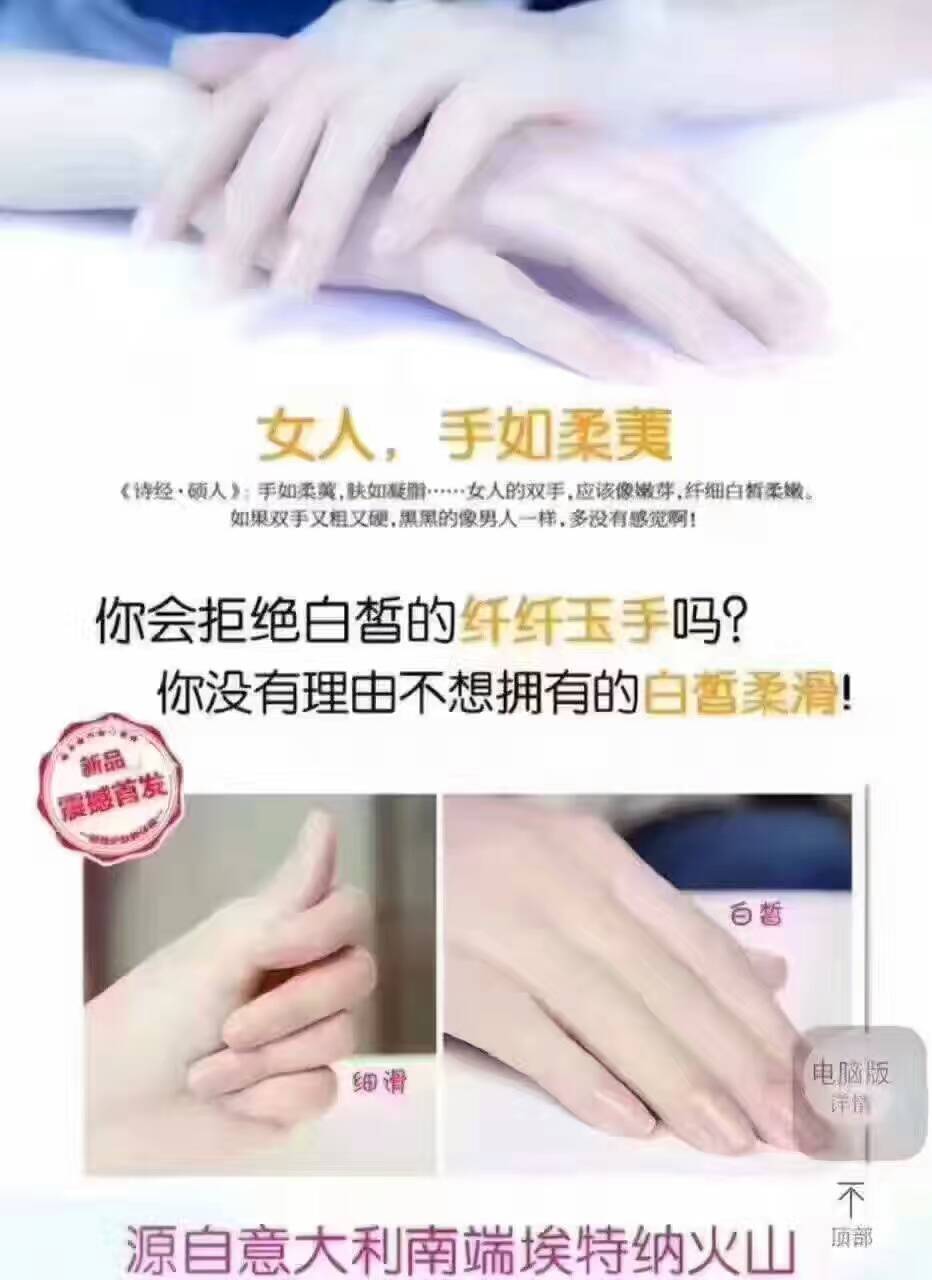 女人，手如柔荑
《诗经·硕人》：手如柔荑，肤如凝脂……女人的双手，应该像嫩芽，纤细白皙柔嫩。
如果双手又粗又硬，黑黑的像男人一样，多没有感觉啊！
你会拒绝白皙的纤纤玉手吗？
你没有理由不想拥有的白皙柔滑！
新品
震撼首发
白皙
细滑
电脑版
详情
顶部
源自意大利南端埃特纳火山